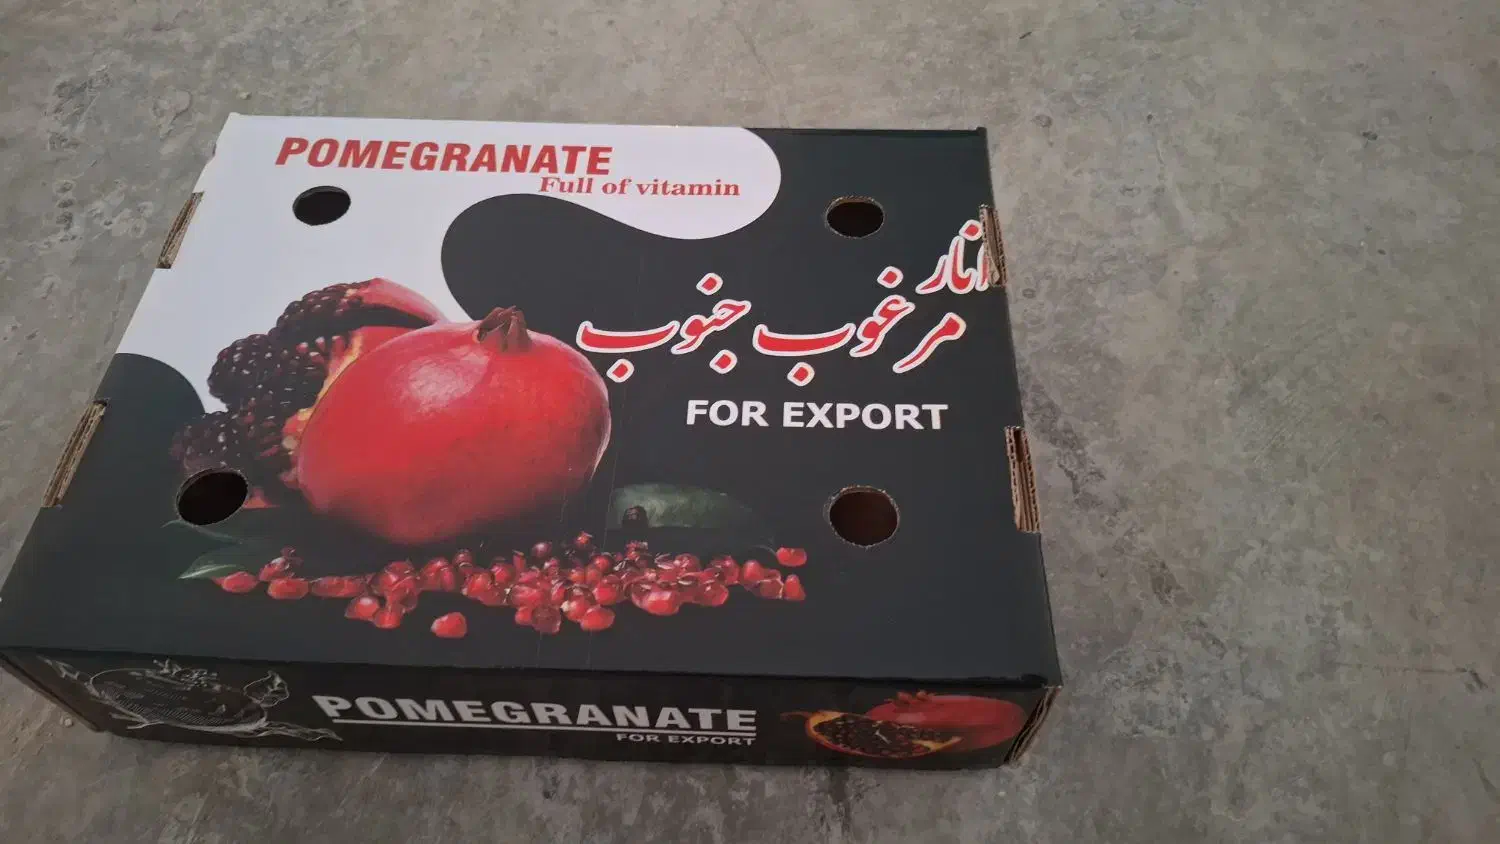 POMEGRANATE
Full of vitamin
انار
مرغوب جنوب
FOR EXPORT
POMEGRANATE
FOR EXPORT